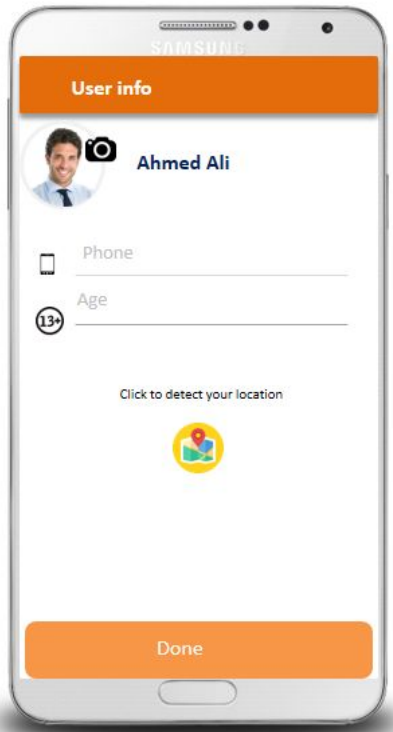 SAMSUNG
User info
Ahmed Ali
Phone
Age
13+
Click to detect your location
Done